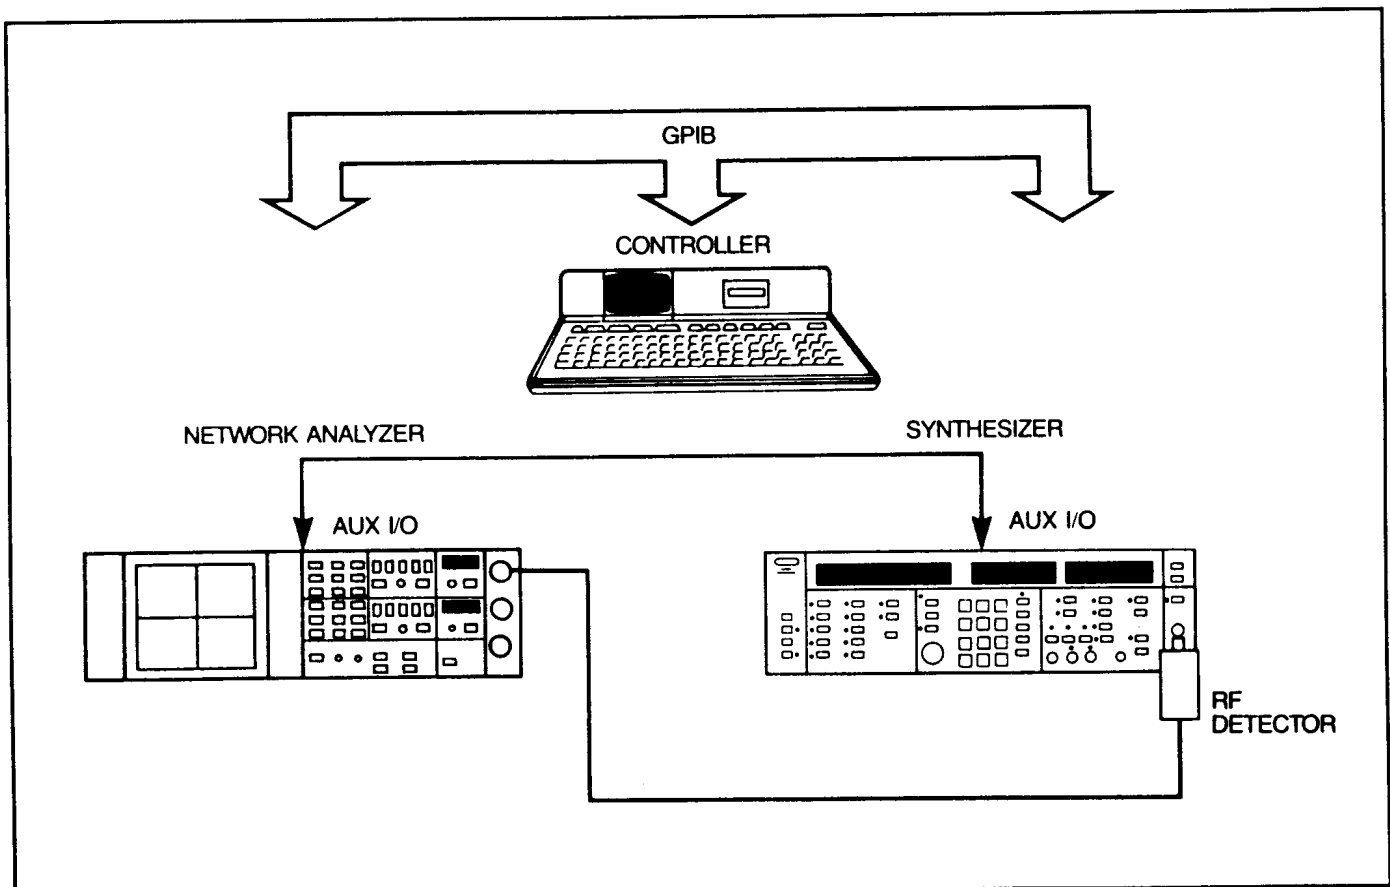 GPIB
CONTROLLER
NETWORK ANALYZER
SYNTHESIZER
AUX I/O
AUX I/O
RF
DETECTOR